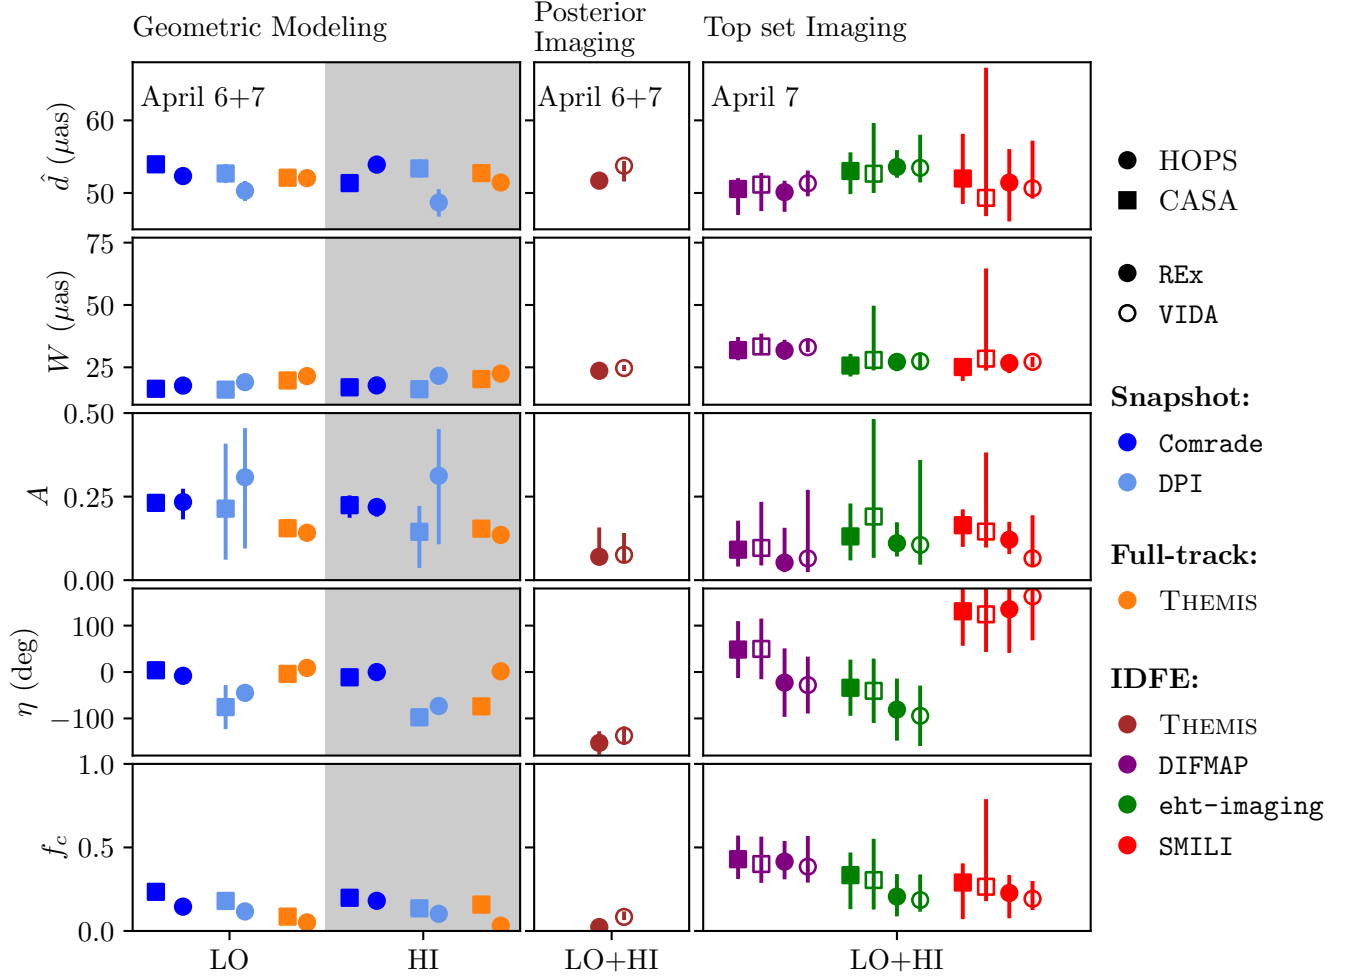 Geometric Modeling
Posterior
Imaging
Top set Imaging
April 6+7
April 6+7
April 7
d̂ (μas)
60
50
W (μas)
75
50
25
50
A
0.50
0.25
0.00
η (deg)
100
0
−100
f_c
1.0
0.5
0.0
LO
HI
LO+HI
LO+HI
HOPS
CASA
REx
VIDA
Snapshot:
Comrade
DPI
Full-track:
THEMIS
IDFE:
THEMIS
DIFMAP
eht-imaging
SMILI